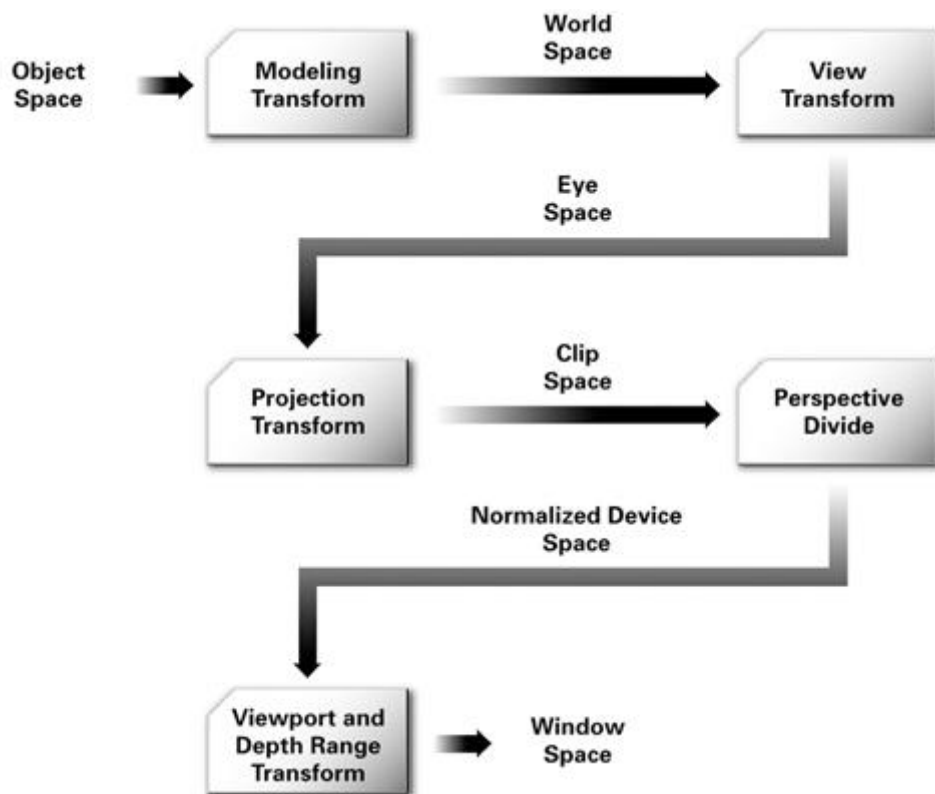 Object
Space
Modeling
Transform
World
Space
View
Transform
Eye
Space
Projection
Transform
Clip
Space
Perspective
Divide
Normalized Device
Space
Viewport and
Depth Range
Transform
Window
Space